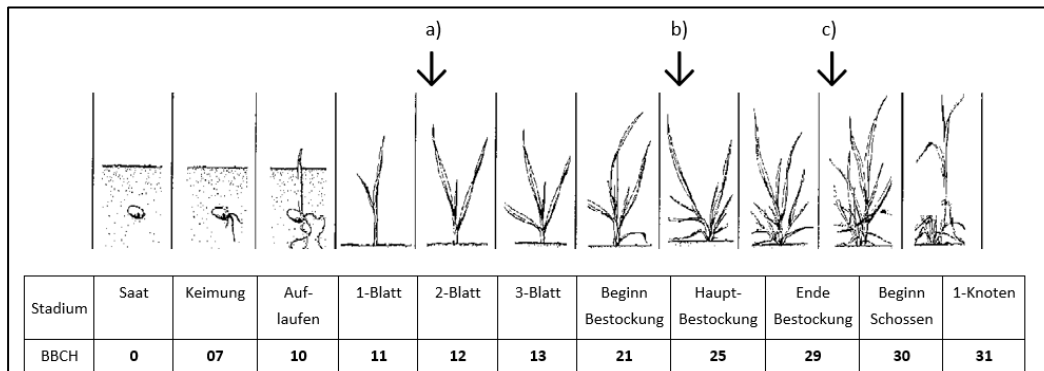 a) b) c)
Stadium Saat Keimung Auf-laufen 1-Blatt 2-Blatt 3-Blatt Beginn Bestockung Haupt-Bestockung Ende Bestockung Beginn Schossen 1-Knoten
BBCH 0 07 10 11 12 13 21 25 29 30 31